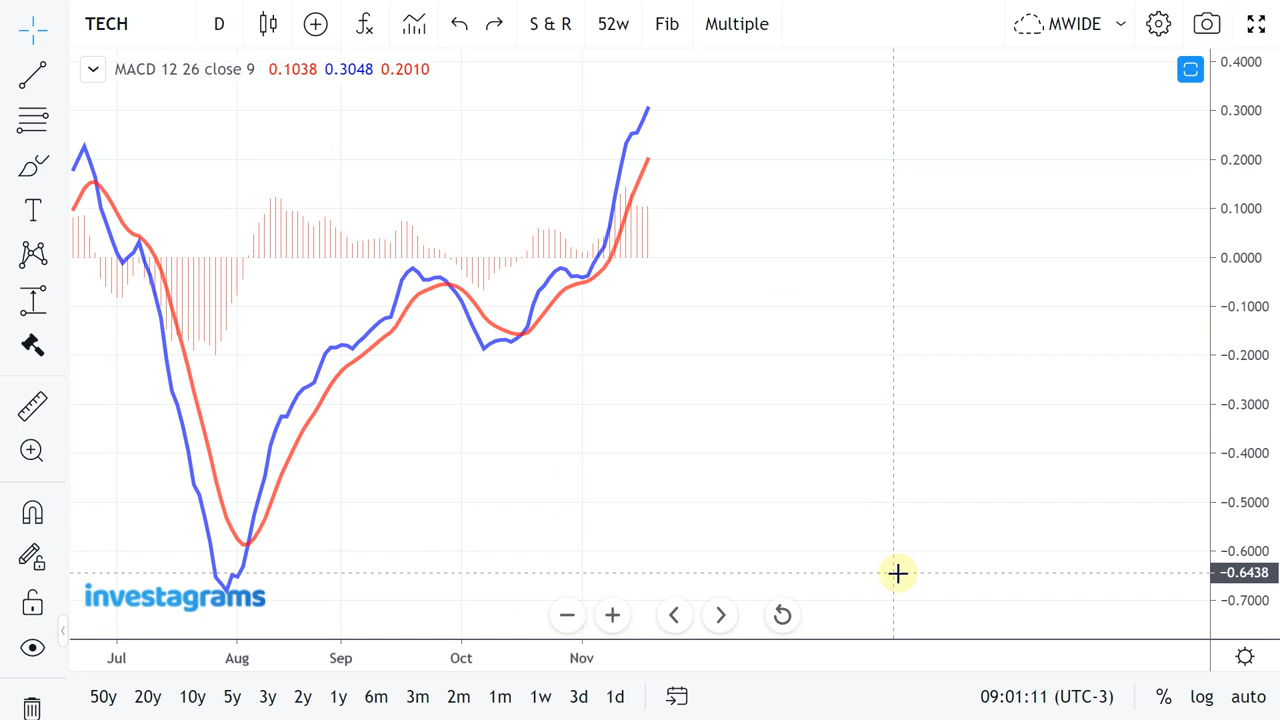 TECH D S & R 52w Fib Multiple MWIDE
MACD 12 26 close 9 0.1038 0.3048 0.2010
0.4000
0.3000
0.2000
0.1000
0.0000
−0.1000
−0.2000
−0.3000
−0.4000
−0.5000
−0.6000
−0.6438
−0.7000
investagrams
Jul Aug Sep Oct Nov
50y 20y 10y 5y 3y 2y 1y 6m 3m 2m 1m 1w 3d 1d 09:01:11 (UTC-3) % log auto